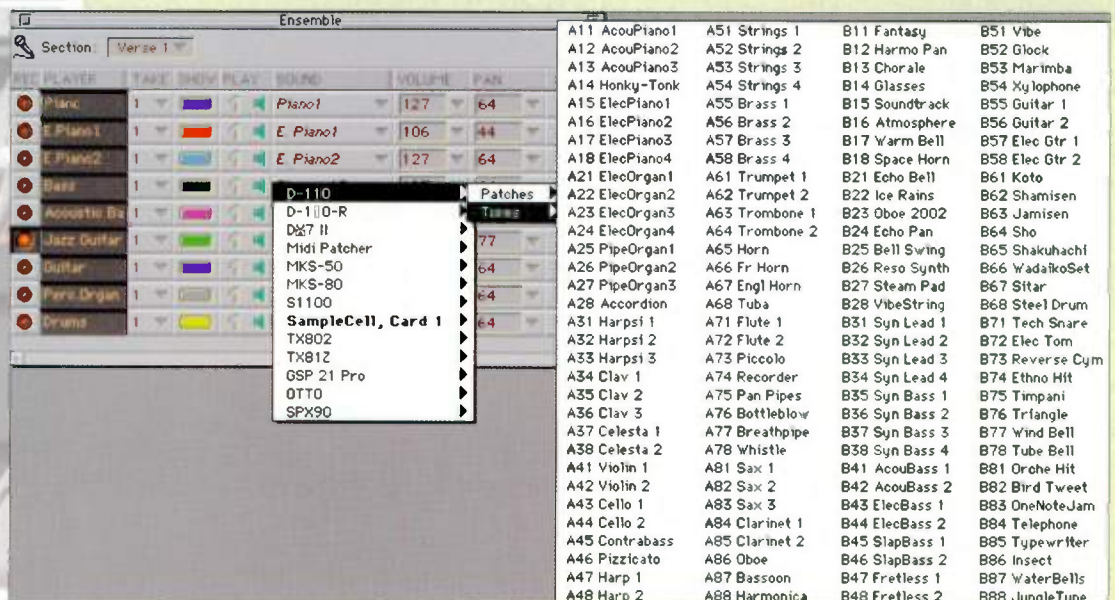 Ensemble
Section: Verse 1
REC PLAYER TAKE SHOW PLAY SOUND VOLUME PAN
Piano 1 Piano1 127 64
E.Piano1 1 E. Piano1 106 44
E.Piano2 1 E. Piano2 127 64
Bass 1
Acoustic Ba 1
Jazz Guitar 1 77
Guitar 1 64
Perc.Organ 1 64
Drums 1 64
D-110
D-110-R
DX7 II
Midi Patcher
MKS-50
MKS-80
S1100
SampleCell, Card 1
TX802
TX81Z
GSP 21 Pro
OTTO
SPX90
Patches
A11 AcouPiano1
A12 AcouPiano2
A13 AcouPiano3
A14 Honky-Tonk
A15 ElecPiano1
A16 ElecPiano2
A17 ElecPiano3
A18 ElecPiano4
A21 ElecOrgan1
A22 ElecOrgan2
A23 ElecOrgan3
A24 ElecOrgan4
A25 PipeOrgan1
A26 PipeOrgan2
A27 PipeOrgan3
A28 Accordion
A31 Harpsi 1
A32 Harpsi 2
A33 Harpsi 3
A34 Clav 1
A35 Clav 2
A36 Clav 3
A37 Celesta 1
A38 Celesta 2
A41 Violin 1
A42 Violin 2
A43 Cello 1
A44 Cello 2
A45 Contrabass
A46 Pizzicato
A47 Harp 1
A48 Harp 2
A51 Strings 1
A52 Strings 2
A53 Strings 3
A54 Strings 4
A55 Brass 1
A56 Brass 2
A57 Brass 3
A58 Brass 4
A61 Trumpet 1
A62 Trumpet 2
A63 Trombone 1
A64 Trombone 2
A65 Horn
A66 Fr Horn
A67 Engl Horn
A68 Tuba
A71 Flute 1
A72 Flute 2
A73 Piccolo
A74 Recorder
A75 Pan Pipes
A76 Bottleblow
A77 Breathpipe
A78 Whistle
A81 Sax 1
A82 Sax 2
A83 Sax 3
A84 Clarinet 1
A85 Clarinet 2
A86 Oboe
A87 Bassoon
A88 Harmonica
B11 Fantasy
B12 Harmo Pan
B13 Chorale
B14 Glasses
B15 Soundtrack
B16 Atmosphere
B17 Warm Bell
B18 Space Horn
B21 Echo Bell
B22 Ice Rains
B23 Oboe 2002
B24 Echo Pan
B25 Bell Swing
B26 Reso Synth
B27 Steam Pad
B28 VibeString
B31 Syn Lead 1
B32 Syn Lead 2
B33 Syn Lead 3
B34 Syn Lead 4
B35 Syn Bass 1
B36 Syn Bass 2
B37 Syn Bass 3
B38 Syn Bass 4
B41 AcouBass 1
B42 AcouBass 2
B43 ElecBass 1
B44 ElecBass 2
B45 SlapBass 1
B46 SlapBass 2
B47 Fretless 1
B48 Fretless 2
B51 Vibe
B52 Glock
B53 Marimba
B54 Xylophone
B55 Guitar 1
B56 Guitar 2
B57 Elec Gtr 1
B58 Elec Gtr 2
B61 Koto
B62 Shamisen
B63 Jamisen
B64 Sho
B65 Shakuhachi
B66 WadaikoSet
B67 Sitar
B68 Steel Drum
B71 Tech Snare
B72 Elec Tom
B73 Reverse Cym
B74 Ethno Hit
B75 Timpani
B76 Triangle
B77 Wind Bell
B78 Tube Bell
B81 Orche Hit
B82 Bird Tweet
B83 OneNoteJam
B84 Telephone
B85 Typewriter
B86 Insect
B87 WaterBells
B88 JungleTune